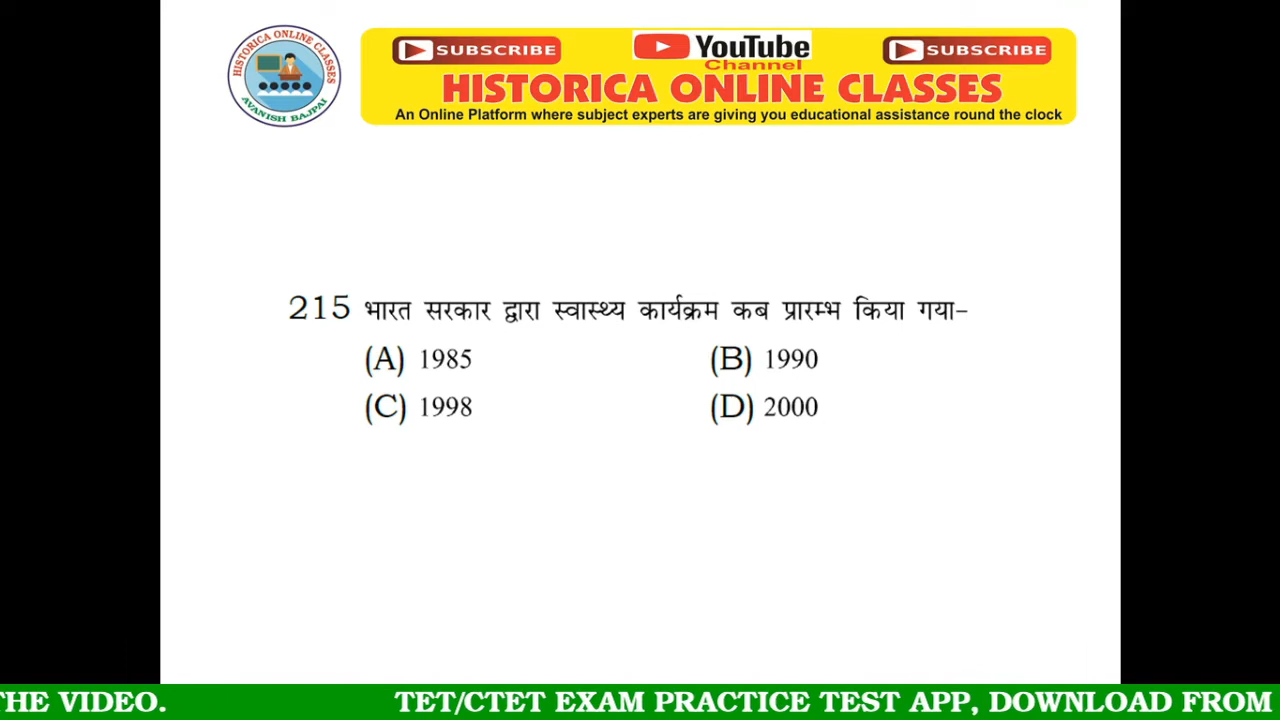 HISTORICA ONLINE CLASSES
AVANISH BAJPAI
SUBSCRIBE YouTube SUBSCRIBE
Channel
HISTORICA ONLINE CLASSES
An Online Platform where subject experts are giving you educational assistance round the clock
215 भारत सरकार द्वारा स्वास्थ्य कार्यक्रम कब प्रारम्भ किया गया-
(A) 1985 (B) 1990
(C) 1998 (D) 2000
THE VIDEO. TET/CTET EXAM PRACTICE TEST APP, DOWNLOAD FROM